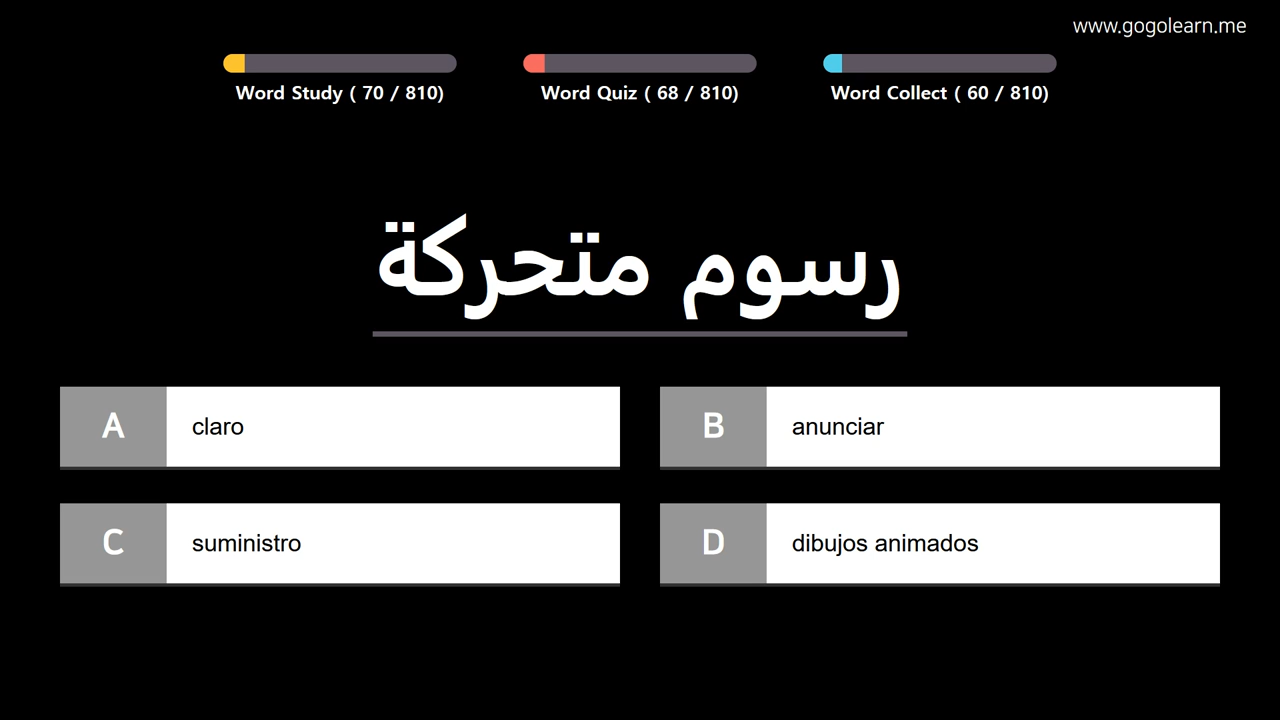 www.gogolearn.me
Word Study ( 70 / 810)
Word Quiz ( 68 / 810)
Word Collect ( 60 / 810)
رسوم متحركة
A claro
B anunciar
C suministro
D dibujos animados